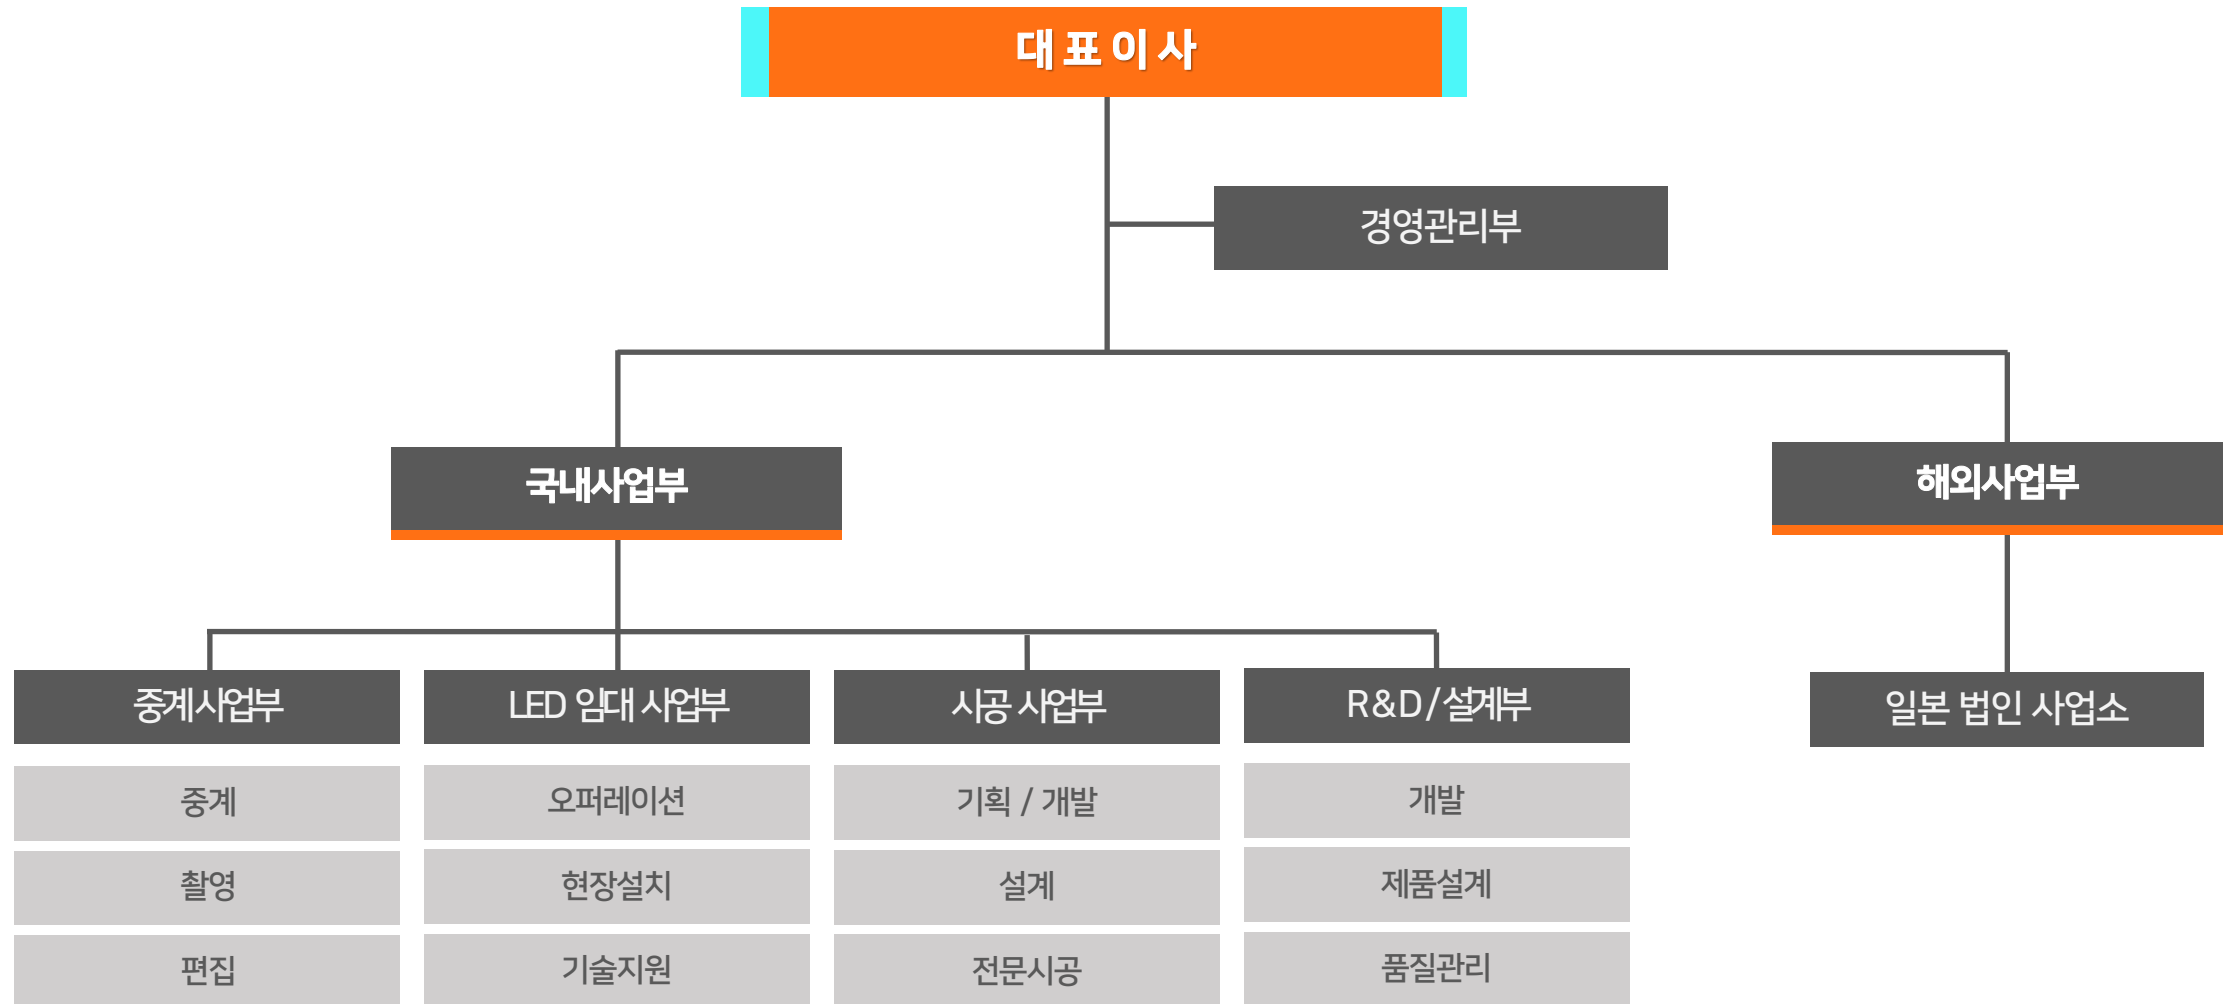 대표이사
경영관리부
국내사업부
해외사업부
중계사업부
LED 임대 사업부
시공 사업부
R&D/설계부
일본 법인 사업소
중계
오퍼레이션
기획 / 개발
개발
촬영
현장설치
설계
제품설계
편집
기술지원
전문시공
품질관리